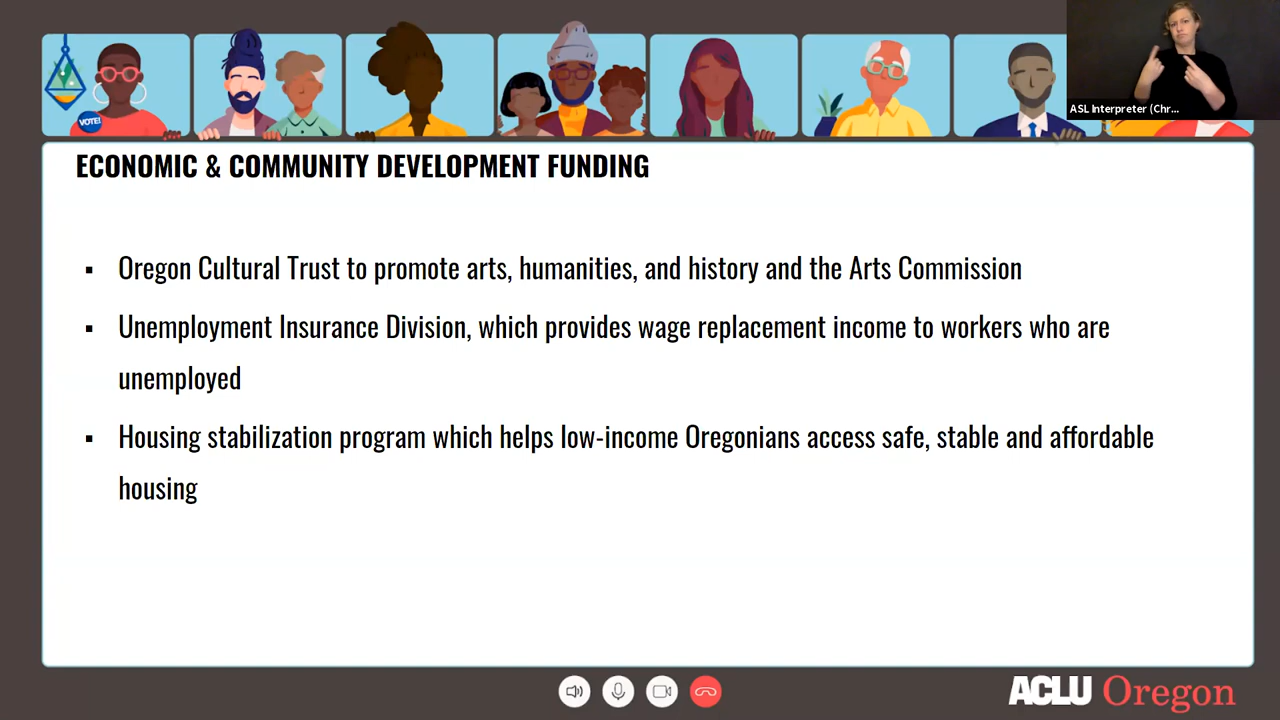 VOTE!
ASL Interpreter (Chr...
ECONOMIC & COMMUNITY DEVELOPMENT FUNDING
▪ Oregon Cultural Trust to promote arts, humanities, and history and the Arts Commission
▪ Unemployment Insurance Division, which provides wage replacement income to workers who are
unemployed
▪ Housing stabilization program which helps low-income Oregonians access safe, stable and affordable
housing
ACLU Oregon